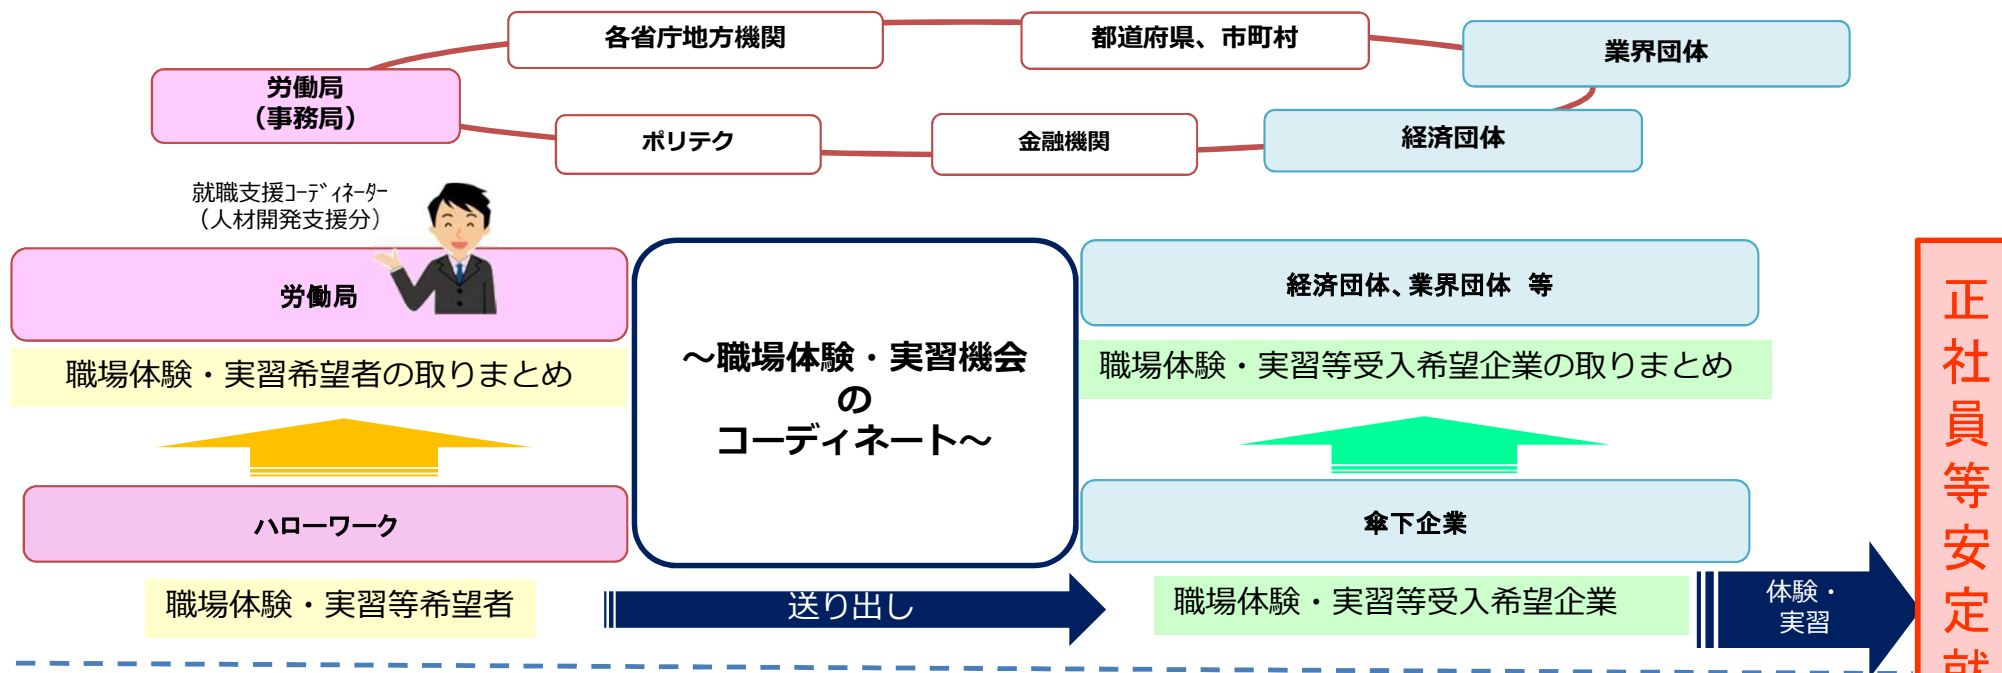 各省庁地方機関
都道府県、市町村
業界団体
労働局
（事務局）
ポリテク
金融機関
経済団体
就職支援ｺｰﾃﾞｨﾈｰﾀｰ
（人材開発支援分）
労働局
職場体験・実習希望者の取りまとめ
ハローワーク
職場体験・実習等希望者
～職場体験・実習機会
の
コーディネート～
送り出し
経済団体、業界団体 等
職場体験・実習等受入希望企業の取りまとめ
傘下企業
職場体験・実習等受入希望企業
体験・
実習
正社員等安定就